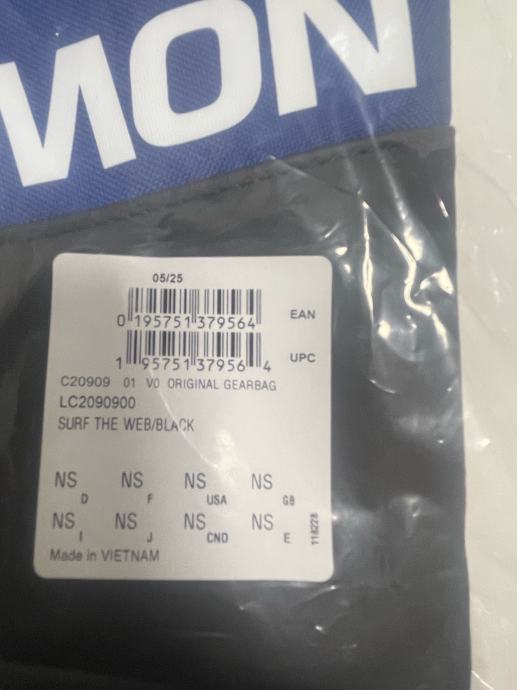 MON
05/25
0 195751 379564
EAN
1 95751 37956 4
UPC
C20909 01 V0 ORIGINAL GEARBAG
LC2090900
SURF THE WEB/BLACK
NS D NS F NS USA NS GB
NS I NS J NS CND NS E
118228
Made in VIETNAM